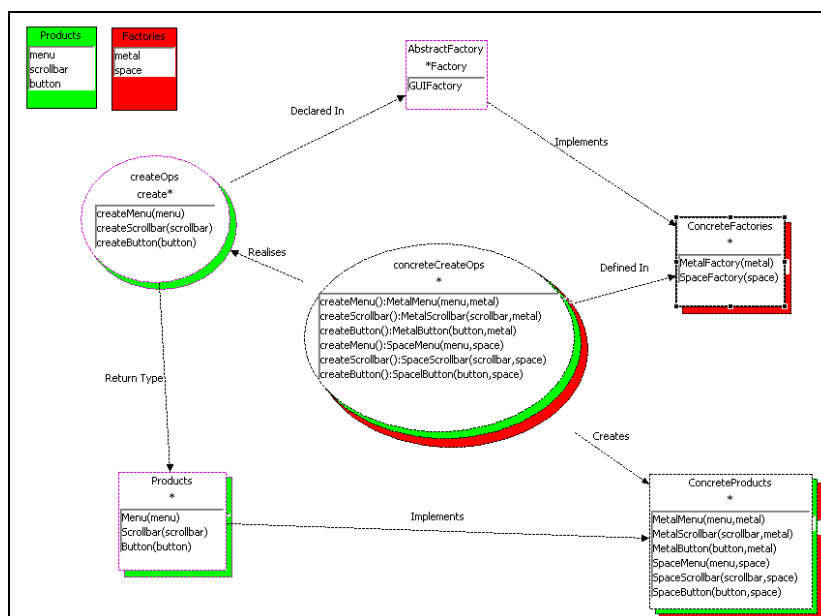 Products
menu
scrollbar
button
Factories
metal
space
AbstractFactory
*Factory
GUIFactory
Declared In
Implements
createOps
create*
createMenu(menu)
createScrollbar(scrollbar)
createButton(button)
Realises
concreteCreateOps
*
createMenu():MetalMenu(menu,metal)
createScrollbar():MetalScrollbar(scrollbar,metal)
createButton():MetalButton(button,metal)
createMenu():SpaceMenu(menu,space)
createScrollbar():SpaceScrollbar(scrollbar,space)
createButton():SpacelButton(button,space)
Defined In
ConcreteFactories
*
MetalFactory(metal)
SpaceFactory(space)
Return Type
Creates
Products
*
Menu(menu)
Scrollbar(scrollbar)
Button(button)
Implements
ConcreteProducts
*
MetalMenu(menu,metal)
MetalScrollbar(scrollbar,metal)
MetalButton(button,metal)
SpaceMenu(menu,space)
SpaceScrollbar(scrollbar,space)
SpaceButton(button,space)